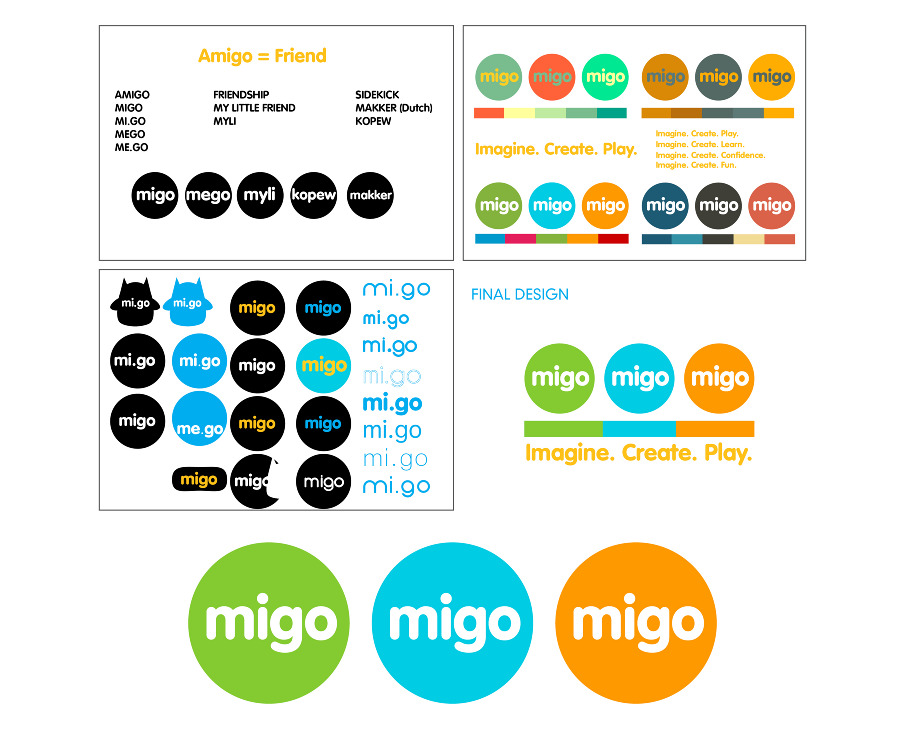 Amigo = Friend
AMIGO
MIGO
MI.GO
MEGO
ME.GO
FRIENDSHIP
MY LITTLE FRIEND
MYLI
SIDEKICK
MAKKER (Dutch)
KOPEW
migo mego myli kopew makker
migo migo migo migo migo migo
Imagine. Create. Play.
Imagine. Create. Play.
Imagine. Create. Learn.
Imagine. Create. Confidence.
Imagine. Create. Fun.
migo migo migo migo migo migo
mi.go mi.go migo migo
mi.go mi.go migo migo
migo me.go migo migo
migo migo migo
mi.go
mi.go
mi.go
mi.go
mi.go
mi.go
mi.go
mi.go
FINAL DESIGN
migo migo migo
Imagine. Create. Play.
migo migo migo